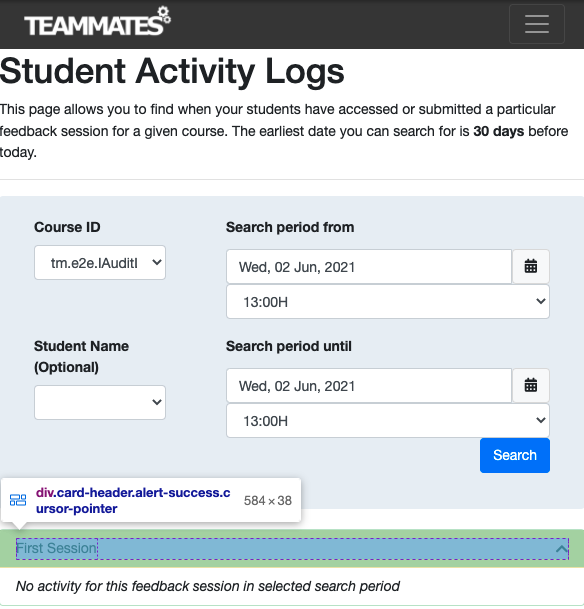 TEAMMATES
Student Activity Logs
This page allows you to find when your students have accessed or submitted a particular
feedback session for a given course. The earliest date you can search for is 30 days before
today.
Course ID
Search period from
tm.e2e.IAuditI
Wed, 02 Jun, 2021
13:00H
Student Name
(Optional)
Search period until
Wed, 02 Jun, 2021
13:00H
Search
div.card-header.alert-success.c
ursor-pointer
584 × 38
First Session
No activity for this feedback session in selected search period